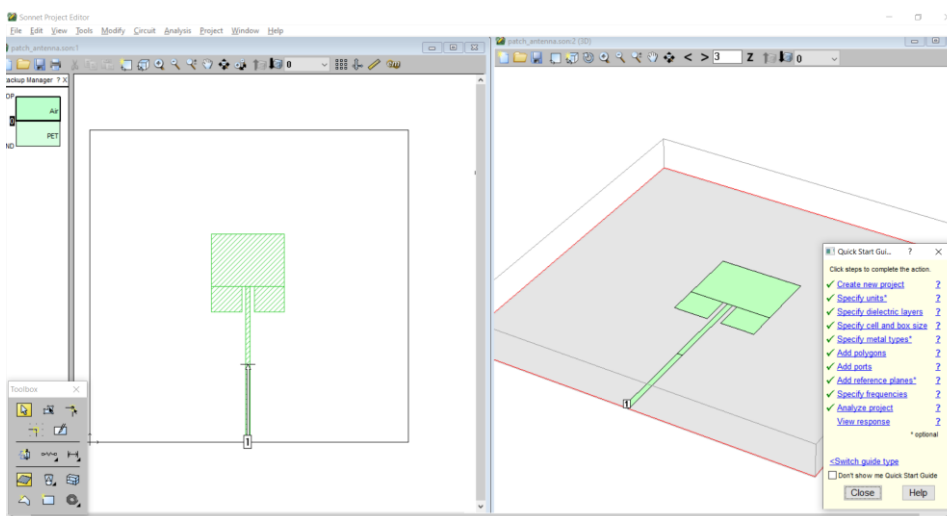 Sonnet Project Editor
File Edit View Tools Modify Circuit Analysis Project Window Help
patch_antenna.son:1
0
ackup Manager ? X
OP
Air
0
PET
ND
1
Toolbox
patch_antenna.son:2 (3D)
3 Z 0
1
Quick Start Gui... ?
Click steps to complete the action.
Create new project ?
Specify units* ?
Specify dielectric layers ?
Specify cell and box size ?
Specify metal types* ?
Add polygons ?
Add ports ?
Add reference planes* ?
Specify frequencies ?
Analyze project ?
View response ?
* optional
<Switch guide type
Don't show me Quick Start Guide
Close Help